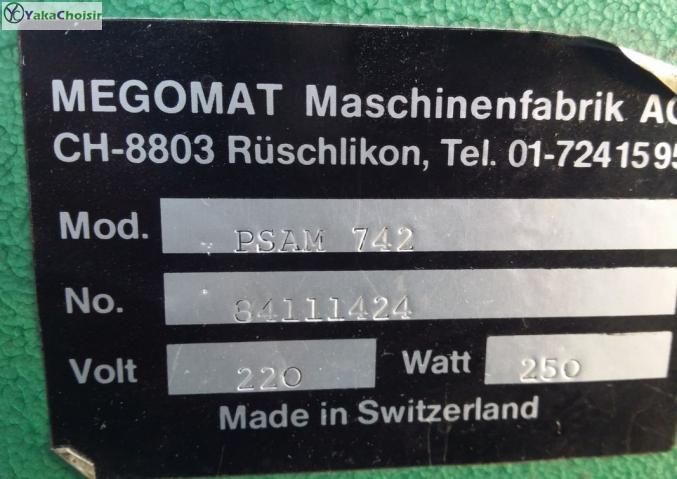 YakaChoisir
MEGOMAT Maschinenfabrik AG
CH-8803 Rüschlikon, Tel. 01-7241595
Mod. PSAM 742
No. 84111424
Volt 220 Watt 250
Made in Switzerland